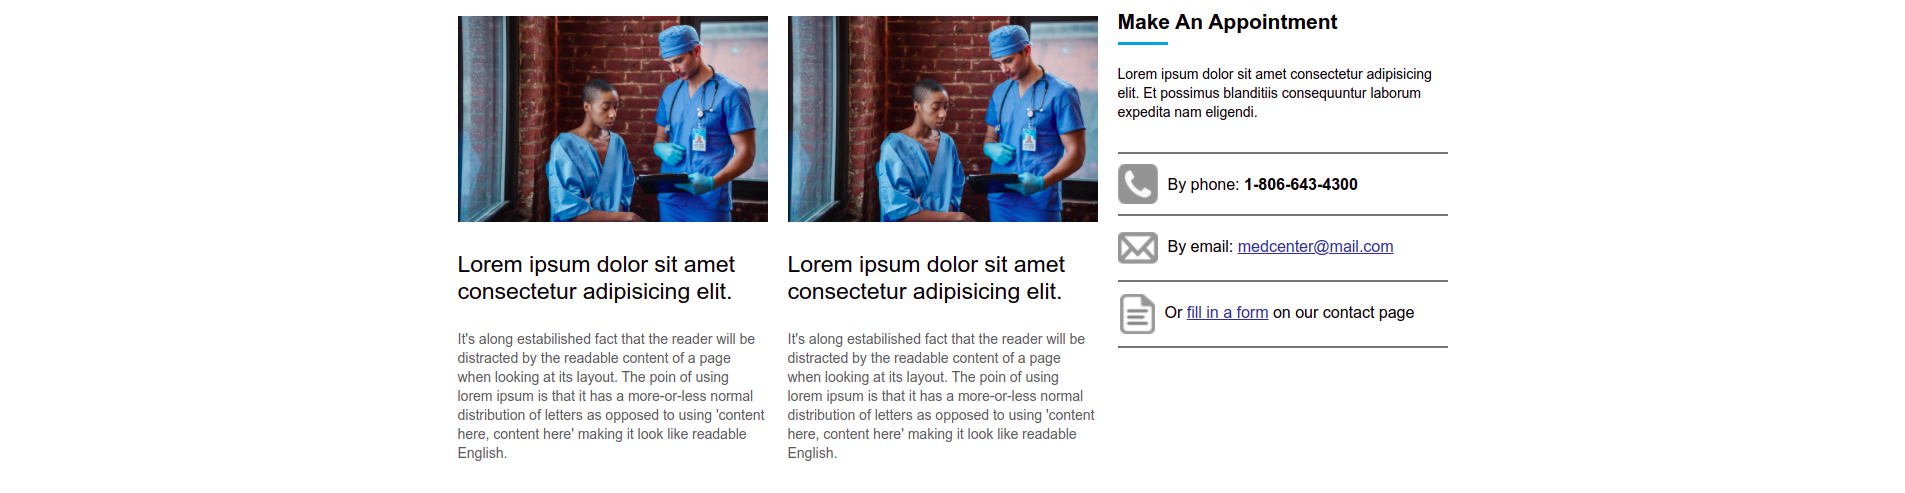 Lorem ipsum dolor sit amet
consectetur adipisicing elit.
It's along estabilished fact that the reader will be
distracted by the readable content of a page
when looking at its layout. The poin of using
lorem ipsum is that it has a more-or-less normal
distribution of letters as opposed to using 'content
here, content here' making it look like readable
English.
Lorem ipsum dolor sit amet
consectetur adipisicing elit.
It's along estabilished fact that the reader will be
distracted by the readable content of a page
when looking at its layout. The poin of using
lorem ipsum is that it has a more-or-less normal
distribution of letters as opposed to using 'content
here, content here' making it look like readable
English.
Make An Appointment
Lorem ipsum dolor sit amet consectetur adipisicing
elit. Et possimus blanditiis consequuntur laborum
expedita nam eligendi.
By phone: 1-806-643-4300
By email: medcenter@mail.com
Or fill in a form on our contact page